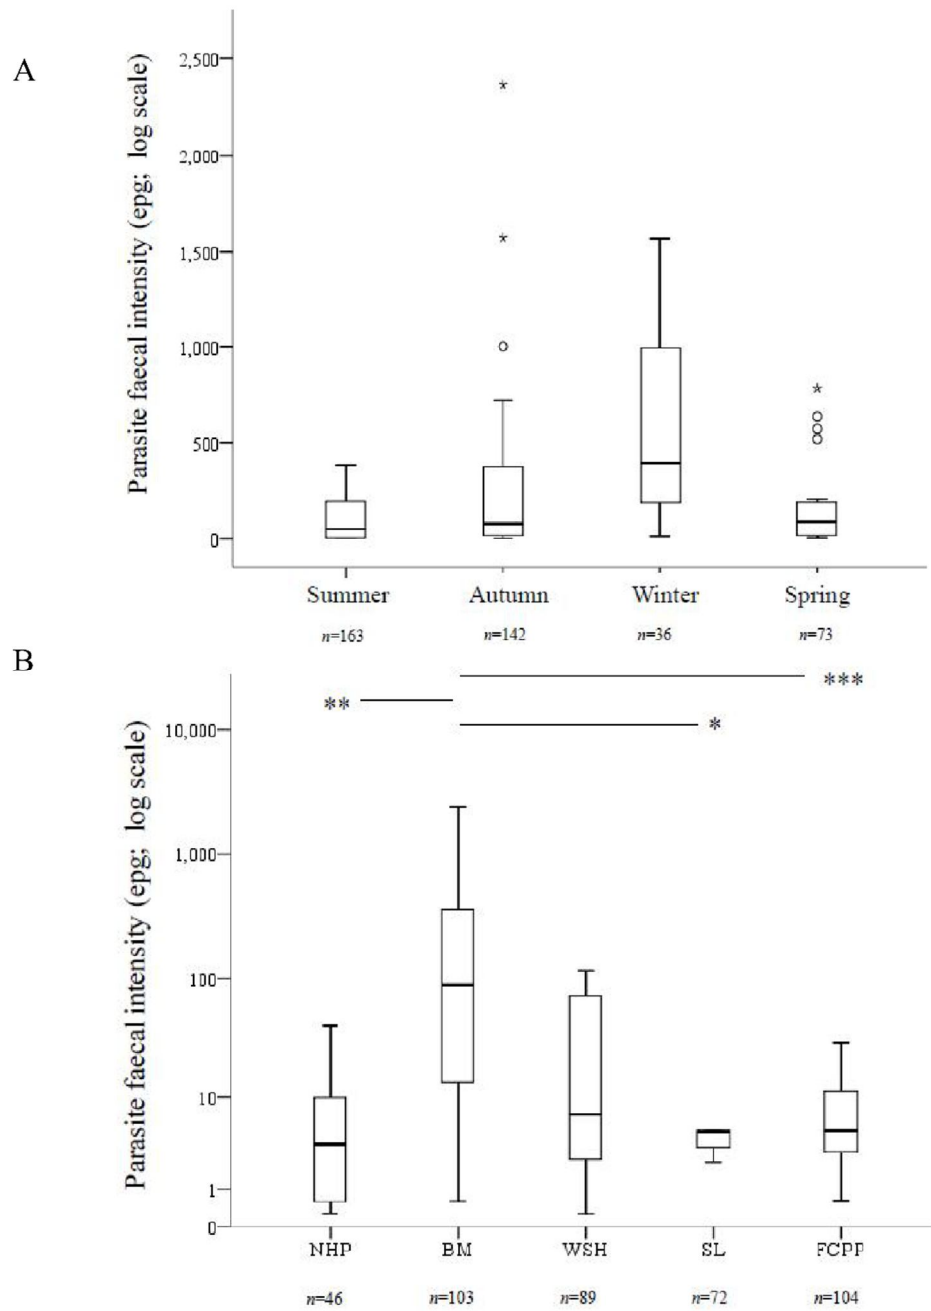 A
Parasite faecal intensity (epg; log scale)
2,500
2,000
1,500
1,000
500
0
*
*
*
Summer Autumn Winter Spring
n=163 n=142 n=36 n=73
B
***
**
*
Parasite faecal intensity (epg; log scale)
10,000
1,000
100
10
1
0
NHP BM WSH SL FCPP
n=46 n=103 n=89 n=72 n=104